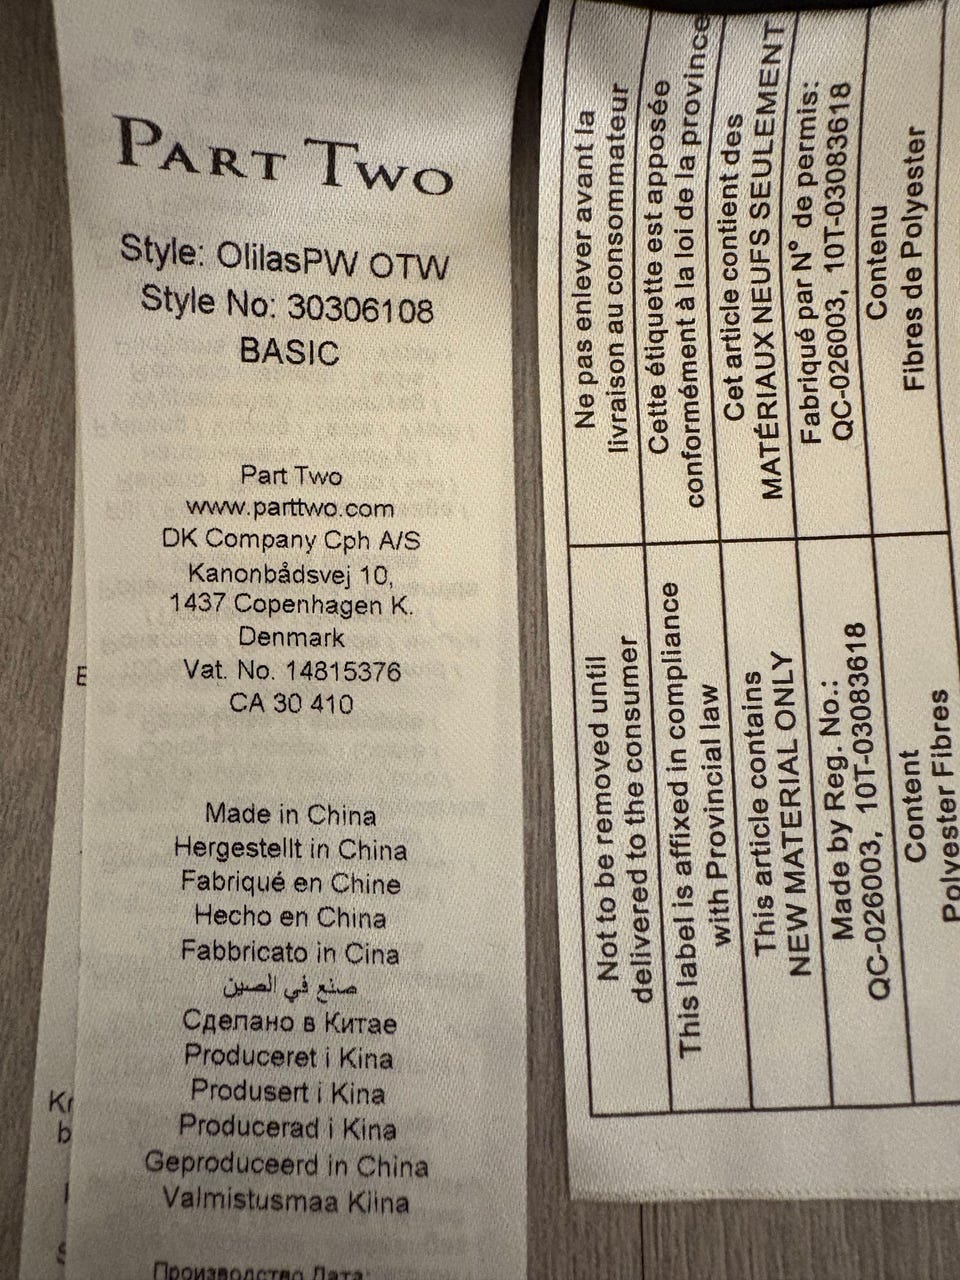 PART TWO
Style: OlilasPW OTW
Style No: 30306108
BASIC
Part Two
www.parttwo.com
DK Company Cph A/S
Kanonbådsvej 10,
1437 Copenhagen K.
Denmark
Vat. No. 14815376
CA 30 410
Made in China
Hergestellt in China
Fabriqué en Chine
Hecho en China
Fabbricato in Cina
صنع في الصين
Сделано в Китае
Produceret i Kina
Produsert i Kina
Producerad i Kina
Geproduceerd in China
Valmistusmaa Kiina
Производство Дата:
Not to be removed until
delivered to the consumer
This label is affixed in compliance
with Provincial law
This article contains
NEW MATERIAL ONLY
Made by Reg. No.:
QC-026003, 10T-03083618
Content
Polyester Fibres
Ne pas enlever avant la
livraison au consommateur
Cette étiquette est apposée
conformément à la loi de la province
Cet article contient des
MATÉRIAUX NEUFS SEULEMENT
Fabriqué par N° de permis:
QC-026003, 10T-03083618
Contenu
Fibres de Polyester